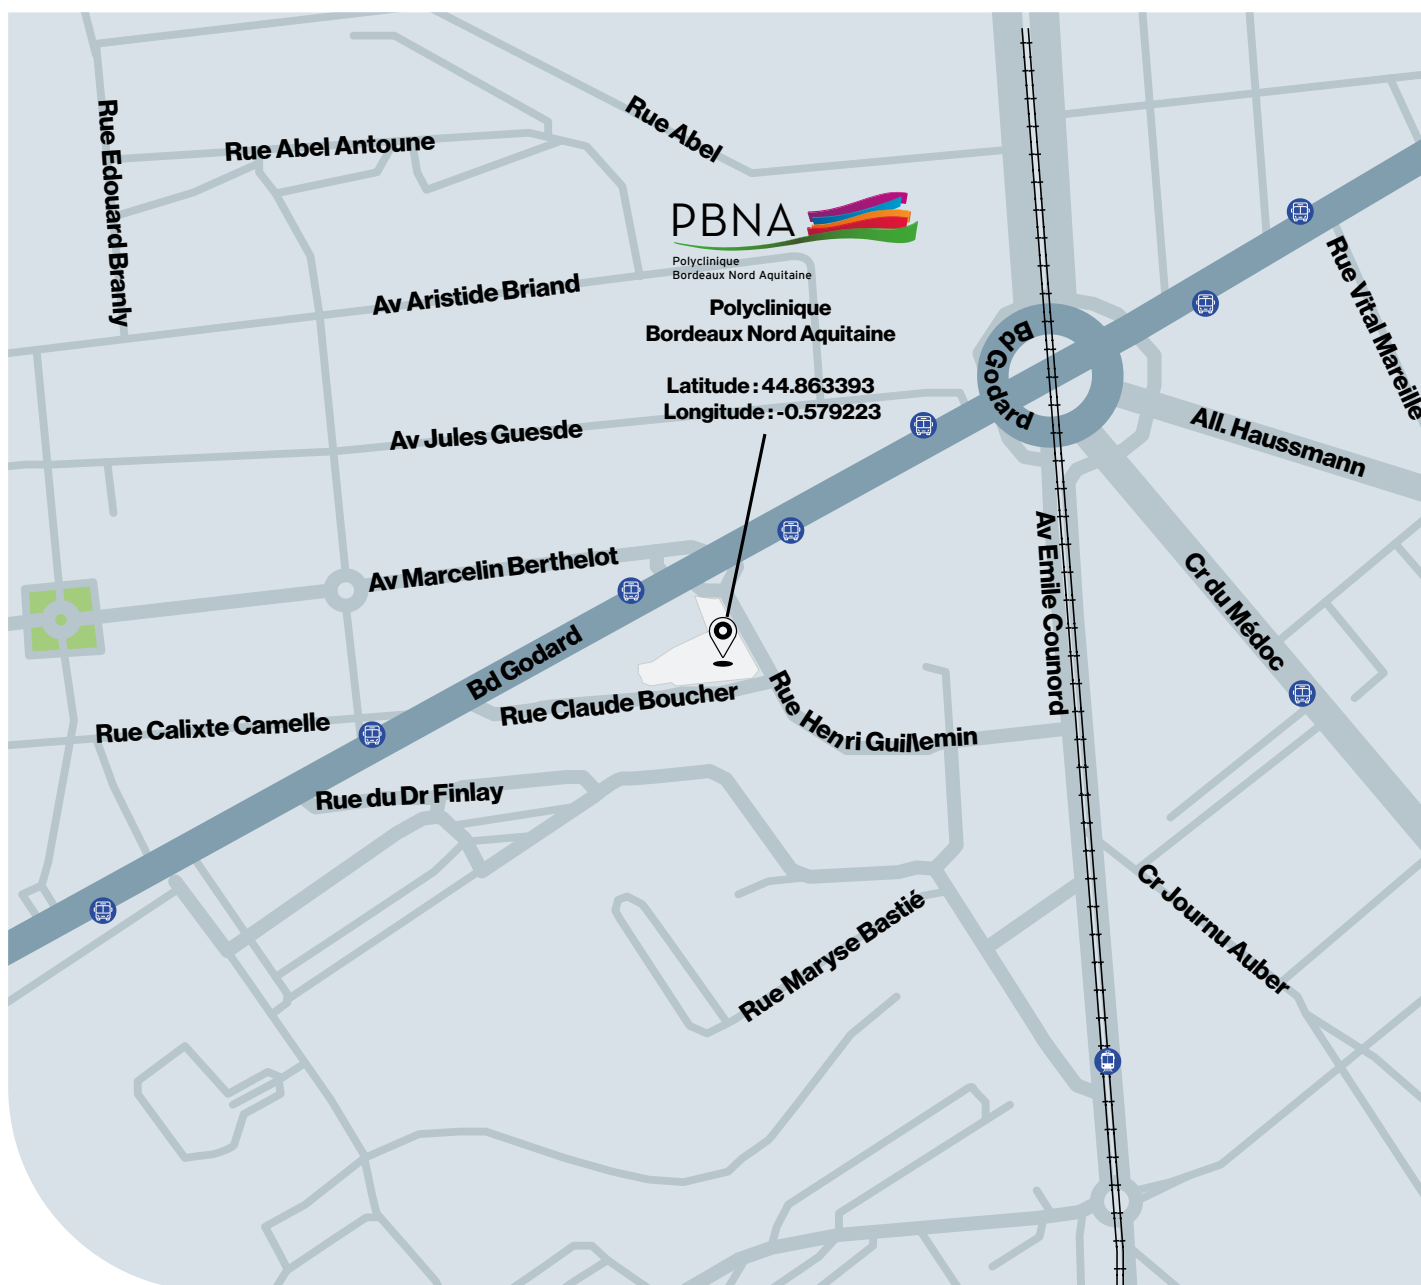 Rue Edouard Branly
Rue Abel Antoune
Rue Abel
PBNA
Polyclinique
Bordeaux Nord Aquitaine
Av Aristide Briand
Polyclinique
Bordeaux Nord Aquitaine
Latitude : 44.863393
Longitude : -0.579223
Rue Vital Mareille
Bd Godard
Av Jules Guesde
All. Haussmann
Av Marcelin Berthelot
Av Emile Counord
Cr du Médoc
Bd Godard
Rue Claude Boucher
Rue Calixte Camelle
Rue Henri Guillemin
Rue du Dr Finlay
Rue Maryse Bastié
Cr Journu Auber